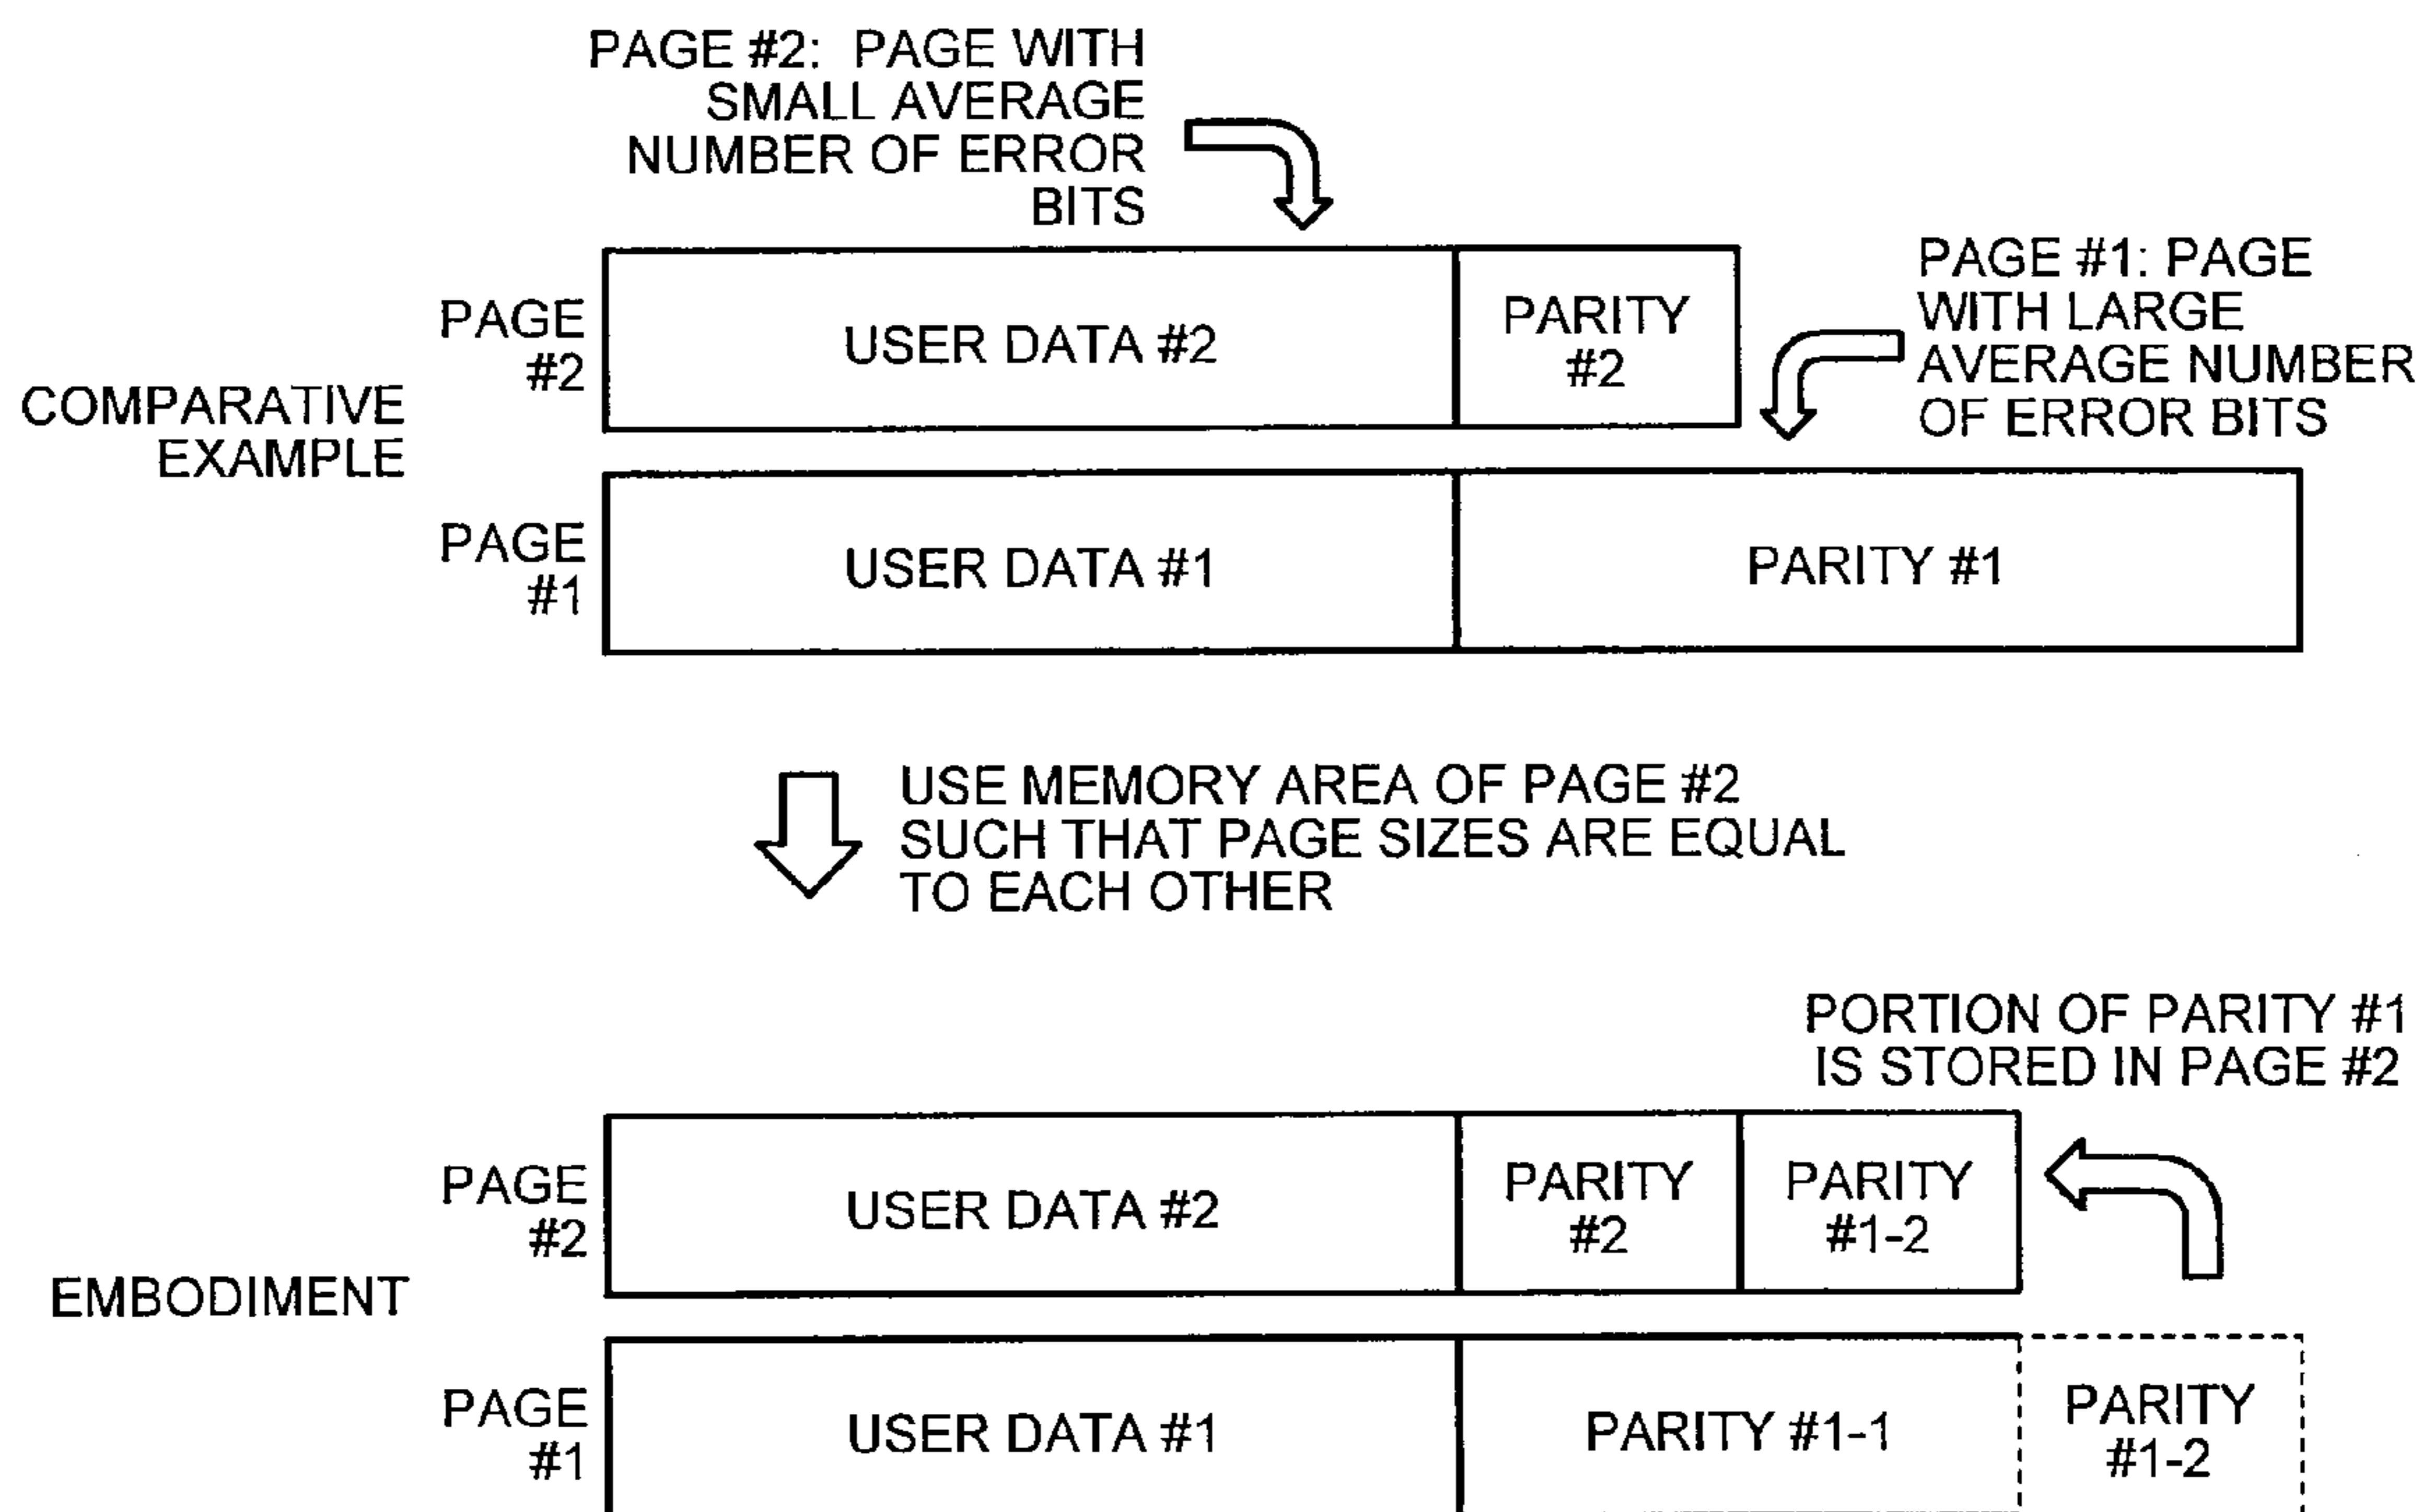 PAGE #2: PAGE WITH
SMALL AVERAGE
NUMBER OF ERROR
BITS
PAGE #1: PAGE
WITH LARGE
AVERAGE NUMBER
OF ERROR BITS
COMPARATIVE
EXAMPLE
PAGE
#2
USER DATA #2
PARITY
#2
PAGE
#1
USER DATA #1
PARITY #1
USE MEMORY AREA OF PAGE #2
SUCH THAT PAGE SIZES ARE EQUAL
TO EACH OTHER
PORTION OF PARITY #1
IS STORED IN PAGE #2
EMBODIMENT
PAGE
#2
USER DATA #2
PARITY
#2
PARITY
#1-2
PAGE
#1
USER DATA #1
PARITY #1-1
PARITY
#1-2